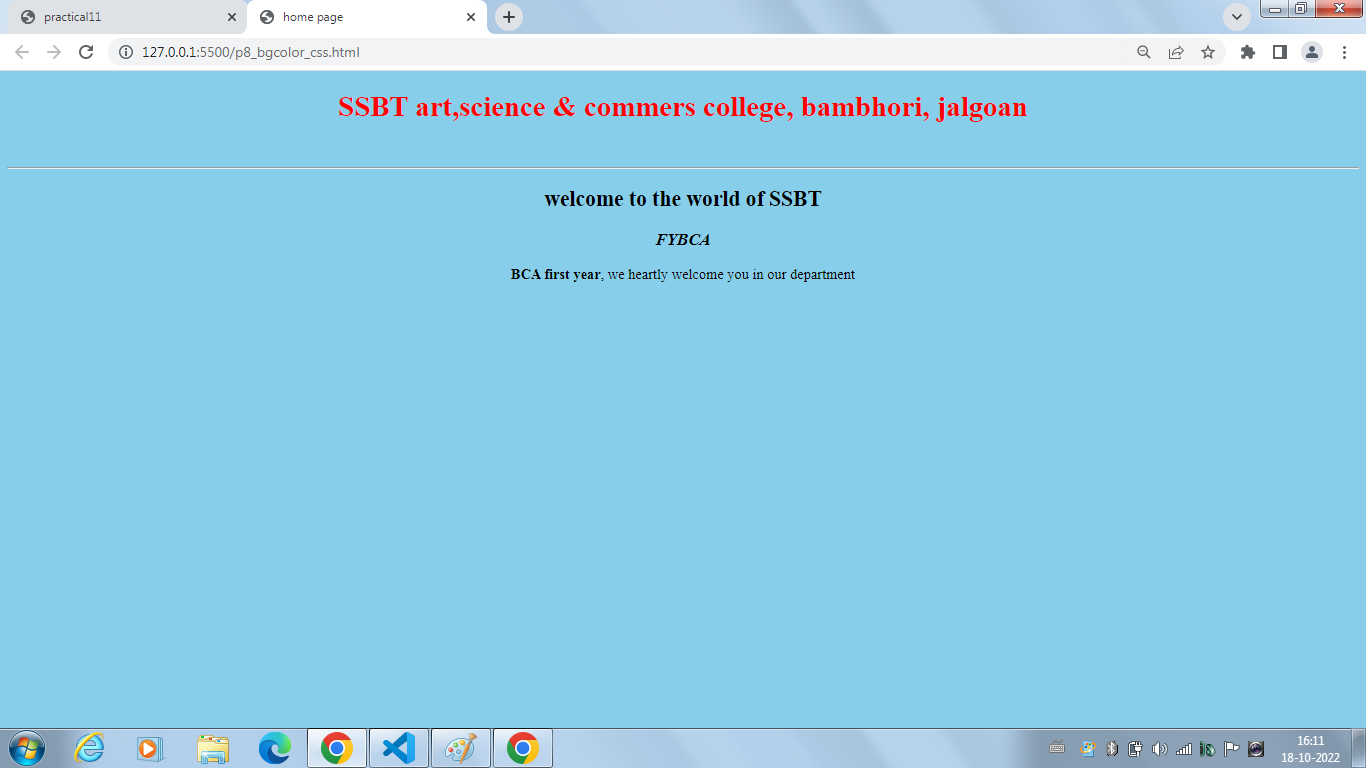 practical11
home page
127.0.0.1:5500/p8_bgcolor_css.html
SSBT art,science & commers college, bambhori, jalgoan
welcome to the world of SSBT
FYBCA
BCA first year, we heartly welcome you in our department
16:11
18-10-2022